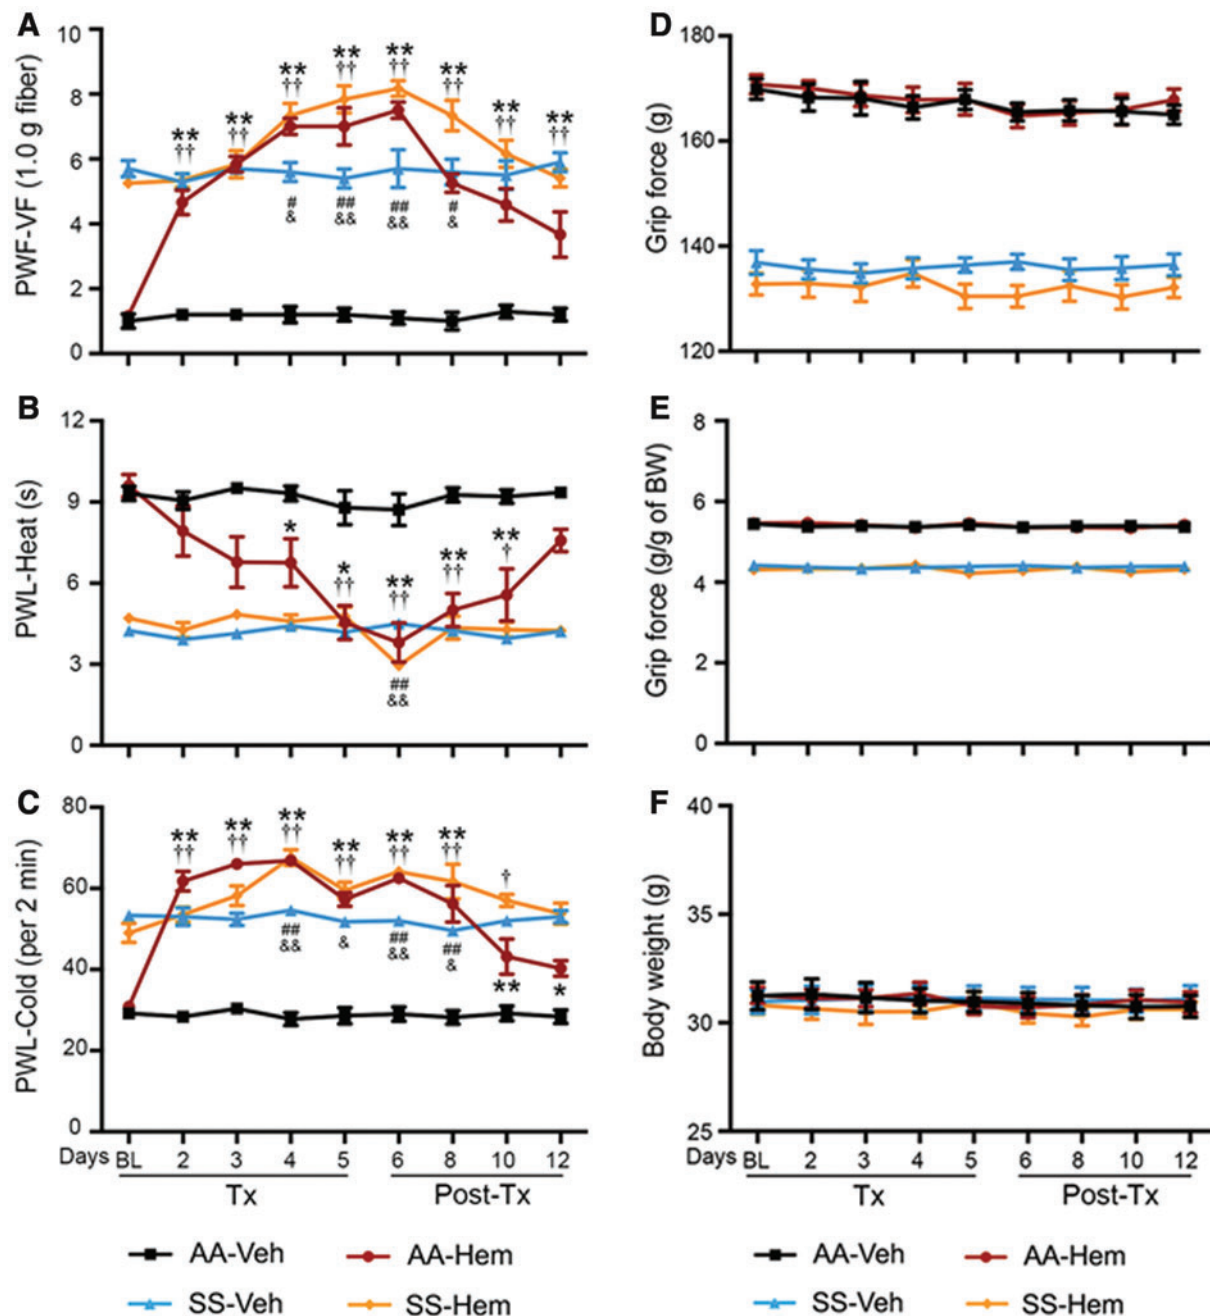 A
PWF-VF (1.0 g fiber)
10
8
6
4
2
0
** ** ** ** ** ** ** **
†† †† †† †† †† †† †† ††
# ## ## #
& && && &
B
PWL-Heat (s)
12
9
6
3
0
* * ** ** **
†† †† †† †
##
&&
C
PWL-Cold (per 2 min)
80
60
40
20
0
** ** ** ** ** **
†† †† †† †† †† †† †
## ## ##
&& & && &
** *
Days BL 2 3 4 5 6 8 10 12
Tx Post-Tx
AA-Veh AA-Hem
SS-Veh SS-Hem
D
Grip force (g)
180
160
140
120
E
Grip force (g/g of BW)
8
6
4
2
0
F
Body weight (g)
40
35
30
25
Days BL 2 3 4 5 6 8 10 12
Tx Post-Tx
AA-Veh AA-Hem
SS-Veh SS-Hem